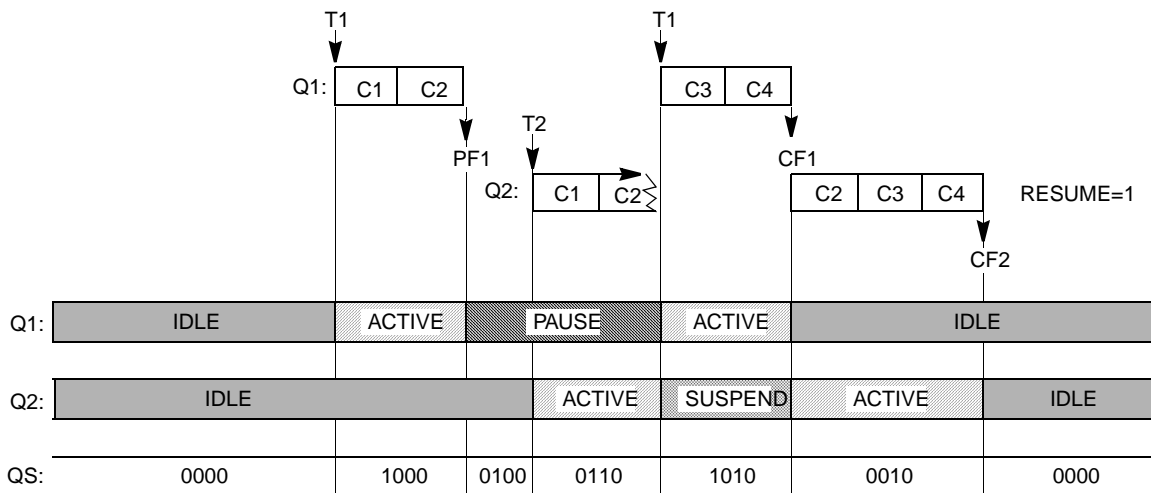 T1 T1
Q1: C1 C2 C3 C4
T2
PF1 CF1
Q2: C1 C2 C2 C3 C4 RESUME=1
CF2
Q1: IDLE ACTIVE PAUSE ACTIVE IDLE
Q2: IDLE ACTIVE SUSPEND ACTIVE IDLE
QS: 0000 1000 0100 0110 1010 0010 0000